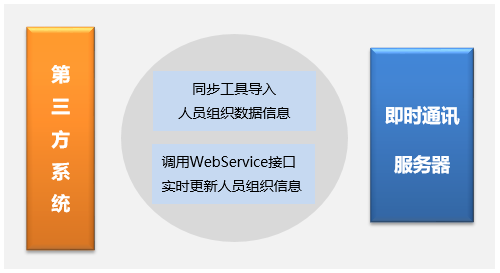 第三方系统
同步工具导入
人员组织数据信息
调用WebService接口
实时更新人员组织信息
即时通讯
服务器